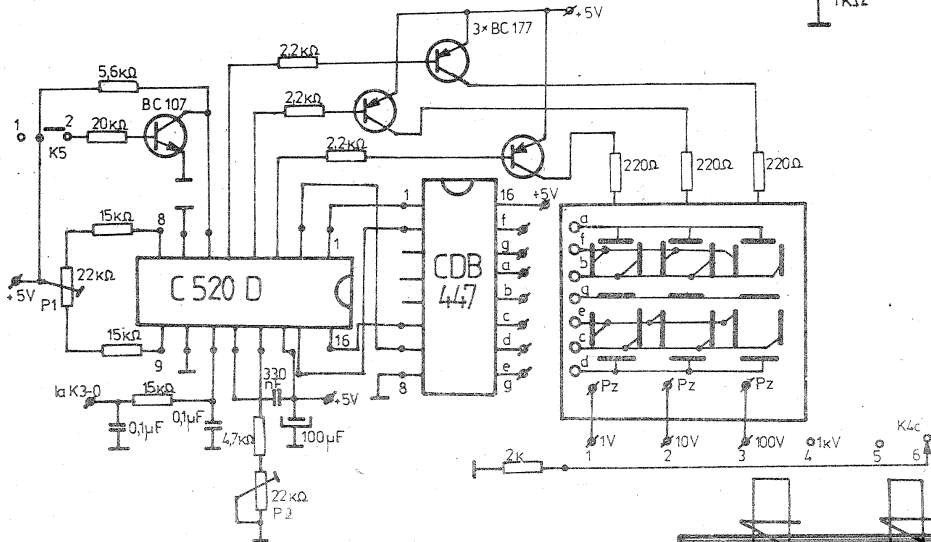 +5V
1kΩ
3×BC 177
2,2kΩ
5,6kΩ
BC 107
2,2kΩ
1
2
20kΩ
K5
2,2kΩ
220Ω
220Ω
220Ω
1
16
+5V
15kΩ
8
1
f
a
g
f
CDB
447
a
b
+5V
22kΩ
P1
C 520 D
b
g
c
e
15kΩ
9
16
d
c
8
e
d
g
la K3-0
15kΩ
330
nF
+5V
Pz
Pz
Pz
0,1µF
0,1µF
4,7kΩ
100µF
1V
10V
100V
1kV
K4c
1
2
3
4
5
6
2k
22kΩ
P2